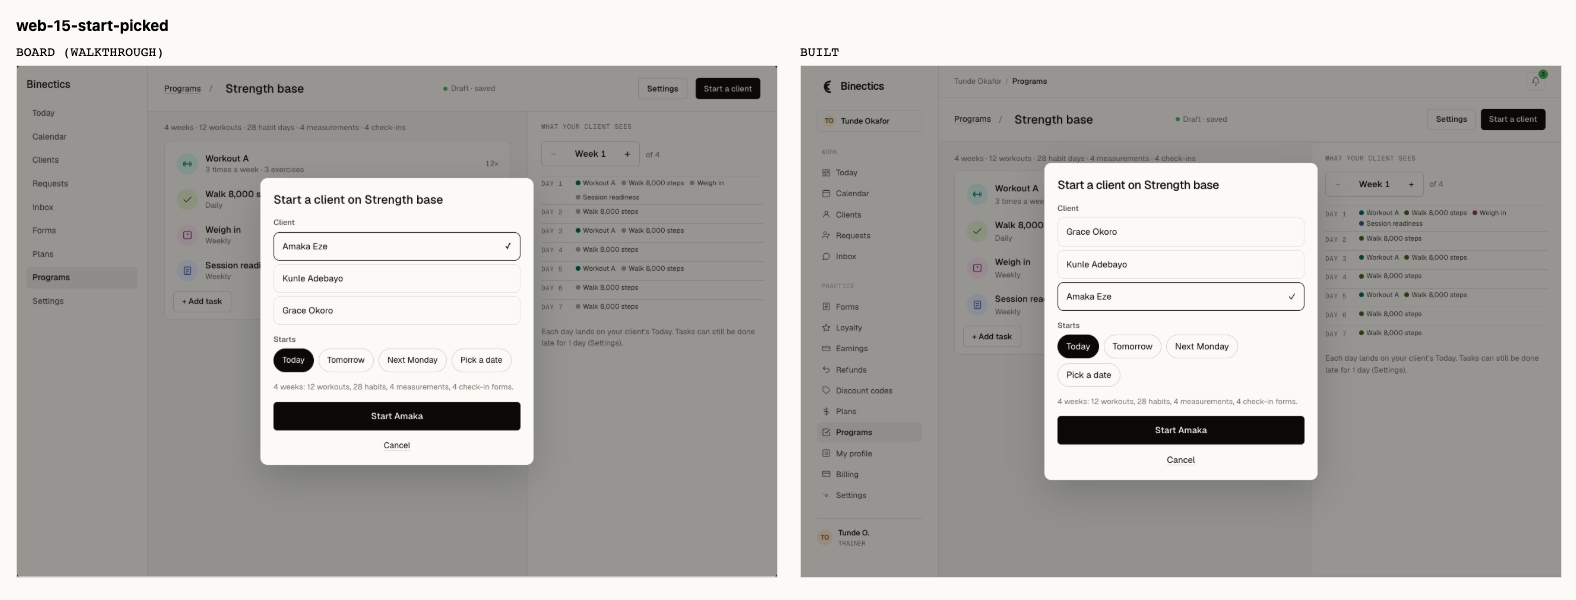 web-15-start-picked
BOARD (WALKTHROUGH)
Binectics
Today
Calendar
Clients
Requests
Inbox
Forms
Plans
Programs
Settings
Programs / Strength base
Draft · saved
Settings
Start a client
4 weeks · 12 workouts · 28 habit days · 4 measurements · 4 check-ins
Workout A
3 times a week · 3 exercises
12×
Walk 8,000 s
Daily
Weigh in
Weekly
Session readi
Weekly
+ Add task
WHAT YOUR CLIENT SEES
− Week 1 + of 4
DAY 1 Workout A Walk 8,000 steps Weigh in
Session readiness
DAY 2 Walk 8,000 steps
DAY 3 Workout A Walk 8,000 steps
DAY 4 Walk 8,000 steps
DAY 5 Workout A Walk 8,000 steps
DAY 6 Walk 8,000 steps
DAY 7 Walk 8,000 steps
Each day lands on your client's Today. Tasks can still be done
late for 1 day (Settings).
Start a client on Strength base
Client
Amaka Eze ✓
Kunle Adebayo
Grace Okoro
Starts
Today
Tomorrow
Next Monday
Pick a date
4 weeks: 12 workouts, 28 habits, 4 measurements, 4 check-in forms.
Start Amaka
Cancel
BUILT
Binectics
TO Tunde Okafor
WORK
Today
Calendar
Clients
Requests
Inbox
PRACTICE
Forms
Loyalty
Earnings
Refunds
Discount codes
Plans
Programs
My profile
Billing
Settings
TO Tunde O.
TRAINER
Tunde Okafor / Programs
Programs / Strength base
Draft · saved
Settings
Start a client
4 weeks · 12 workouts · 28 habit days · 4 measurements · 4 check-ins
Workout A
3 times a wee
Walk 8,000
Daily
Weigh in
Weekly
Session rea
Weekly
+ Add task
WHAT YOUR CLIENT SEES
− Week 1 + of 4
DAY 1 Workout A Walk 8,000 steps Weigh in
Session readiness
DAY 2 Walk 8,000 steps
DAY 3 Workout A Walk 8,000 steps
DAY 4 Walk 8,000 steps
DAY 5 Workout A Walk 8,000 steps
DAY 6 Walk 8,000 steps
DAY 7 Walk 8,000 steps
Each day lands on your client's Today. Tasks can still be done
late for 1 day (Settings).
Start a client on Strength base
Client
Grace Okoro
Kunle Adebayo
Amaka Eze ✓
Starts
Today
Tomorrow
Next Monday
Pick a date
4 weeks: 12 workouts, 28 habits, 4 measurements, 4 check-in forms.
Start Amaka
Cancel